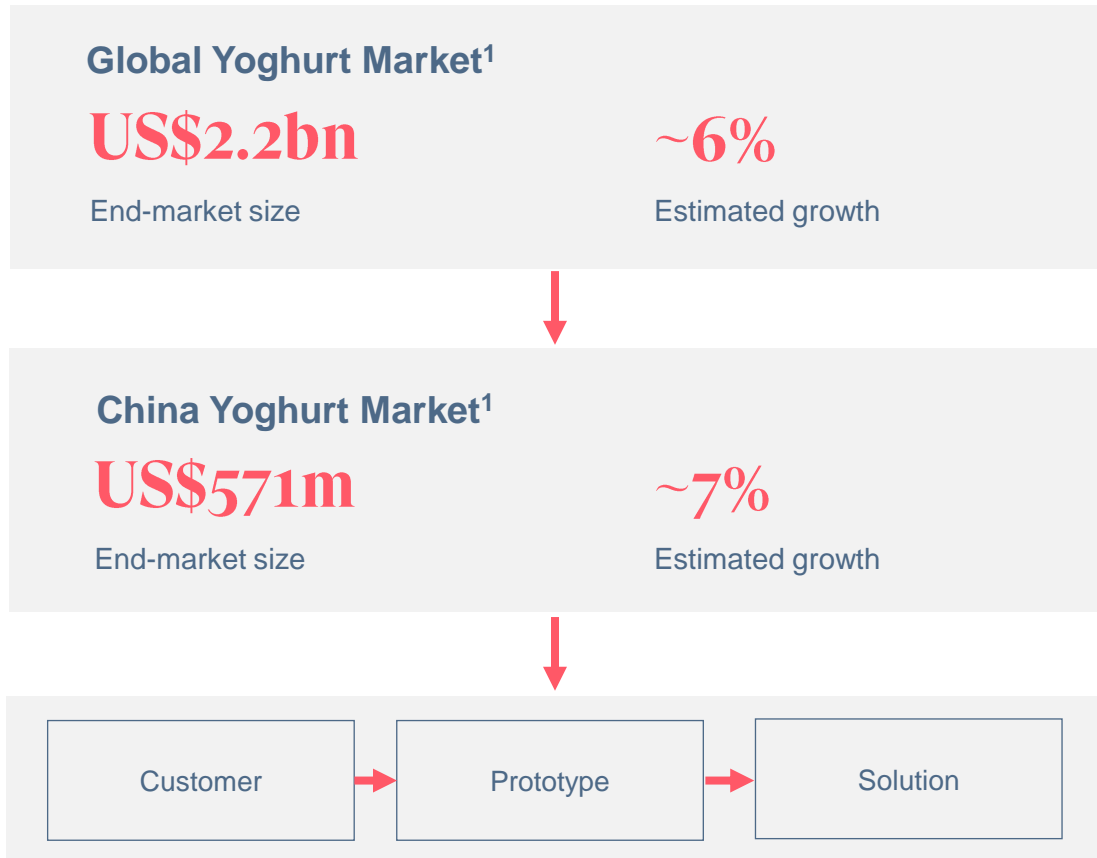 Global Yoghurt Market¹
US$2.2bn
~6%
End-market size
Estimated growth
China Yoghurt Market¹
US$571m
~7%
End-market size
Estimated growth
Customer
Prototype
Solution